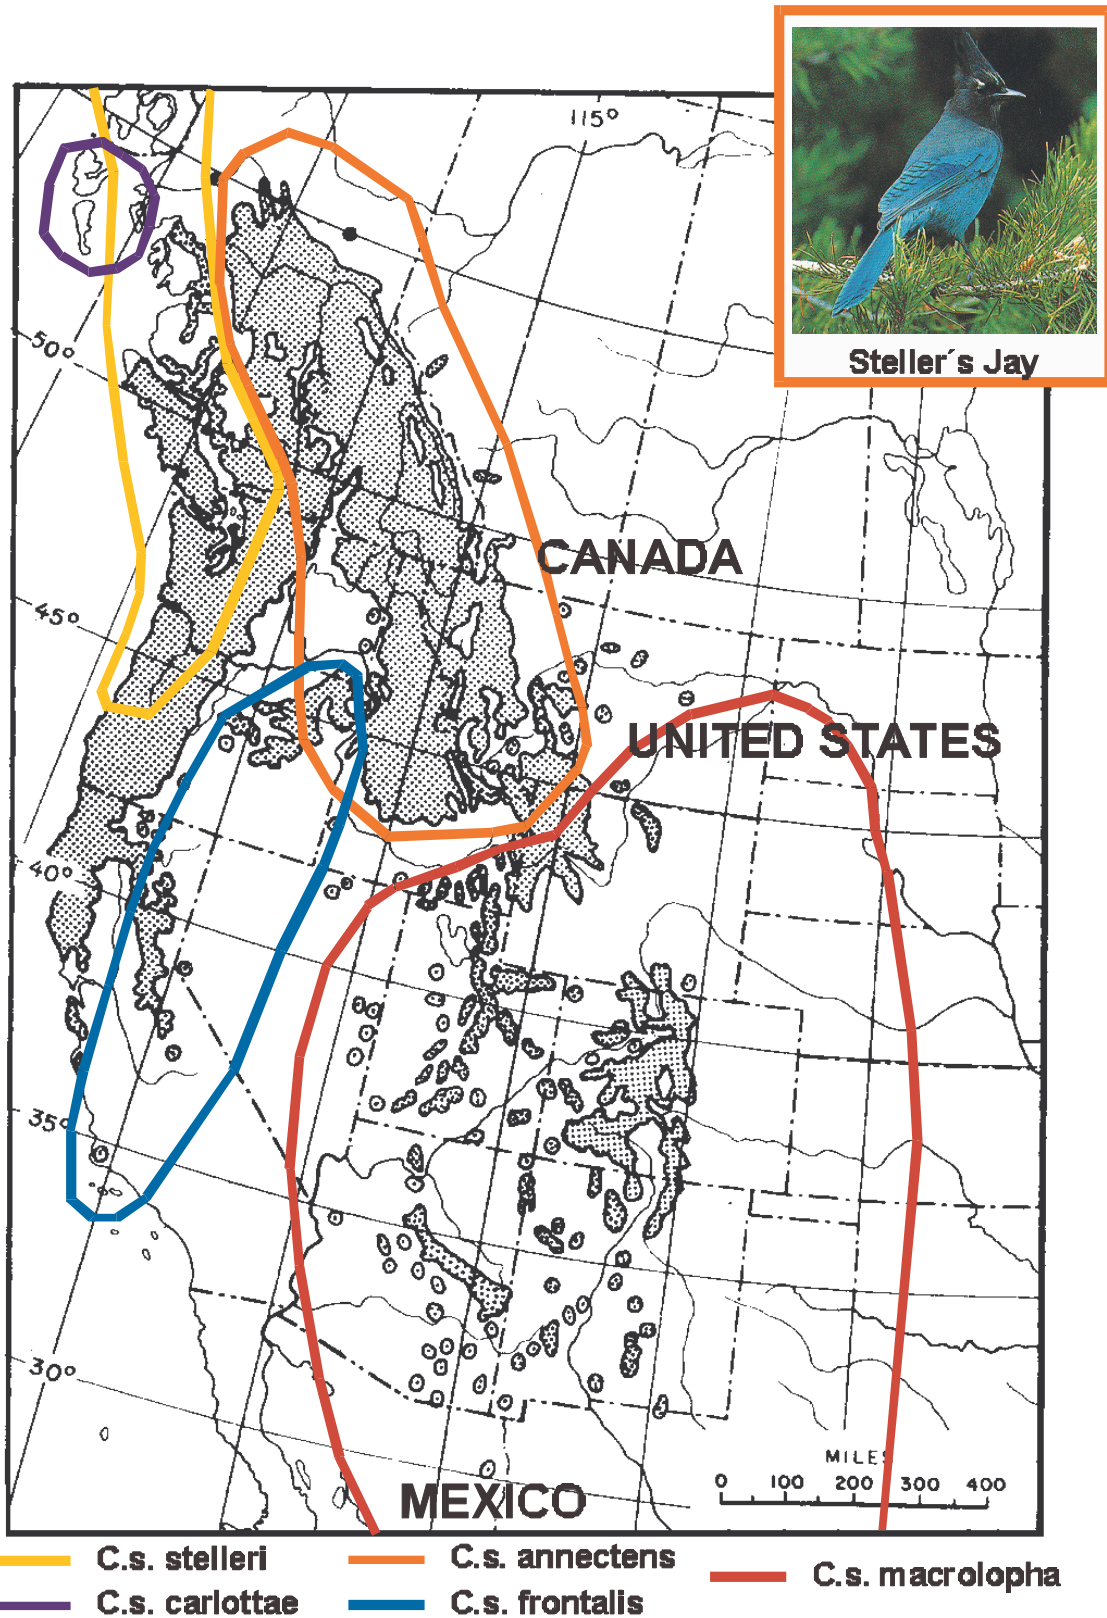 115°
Steller´s Jay
50°
CANADA
45°
UNITED STATES
40°
35°
30°
MILES
0 100 200 300 400
MEXICO
C.s. stelleri
C.s. annectens
C.s. macrolopha
C.s. carlottae
C.s. frontalis